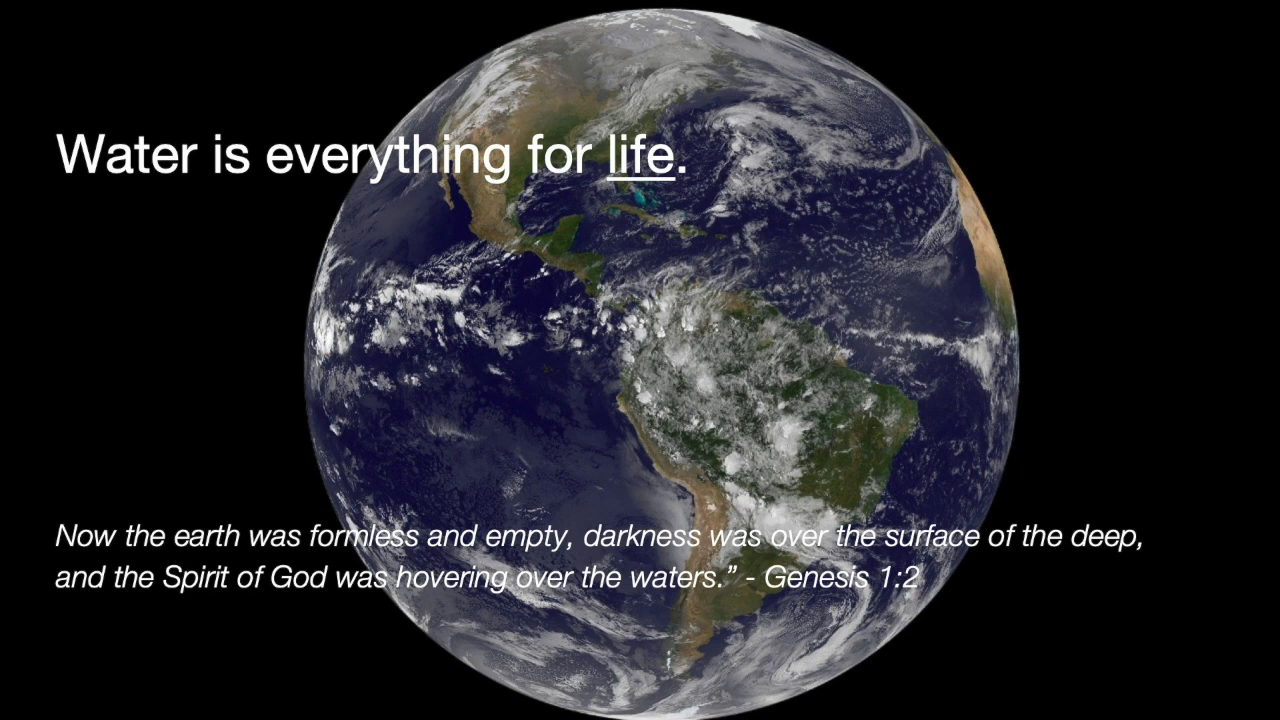 Water is everything for life.
Now the earth was formless and empty, darkness was over the surface of the deep,
and the Spirit of God was hovering over the waters.” - Genesis 1:2